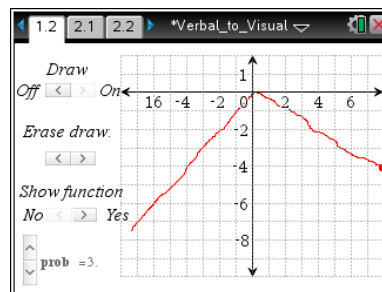 1.2 2.1 2.2 *Verbal_to_Visual
Draw
Off < > On
Erase draw:
< >
Show function
No < > Yes
prob =3.
1
16 -4 -2 0 2 4 6
-2
-4
-6
-8